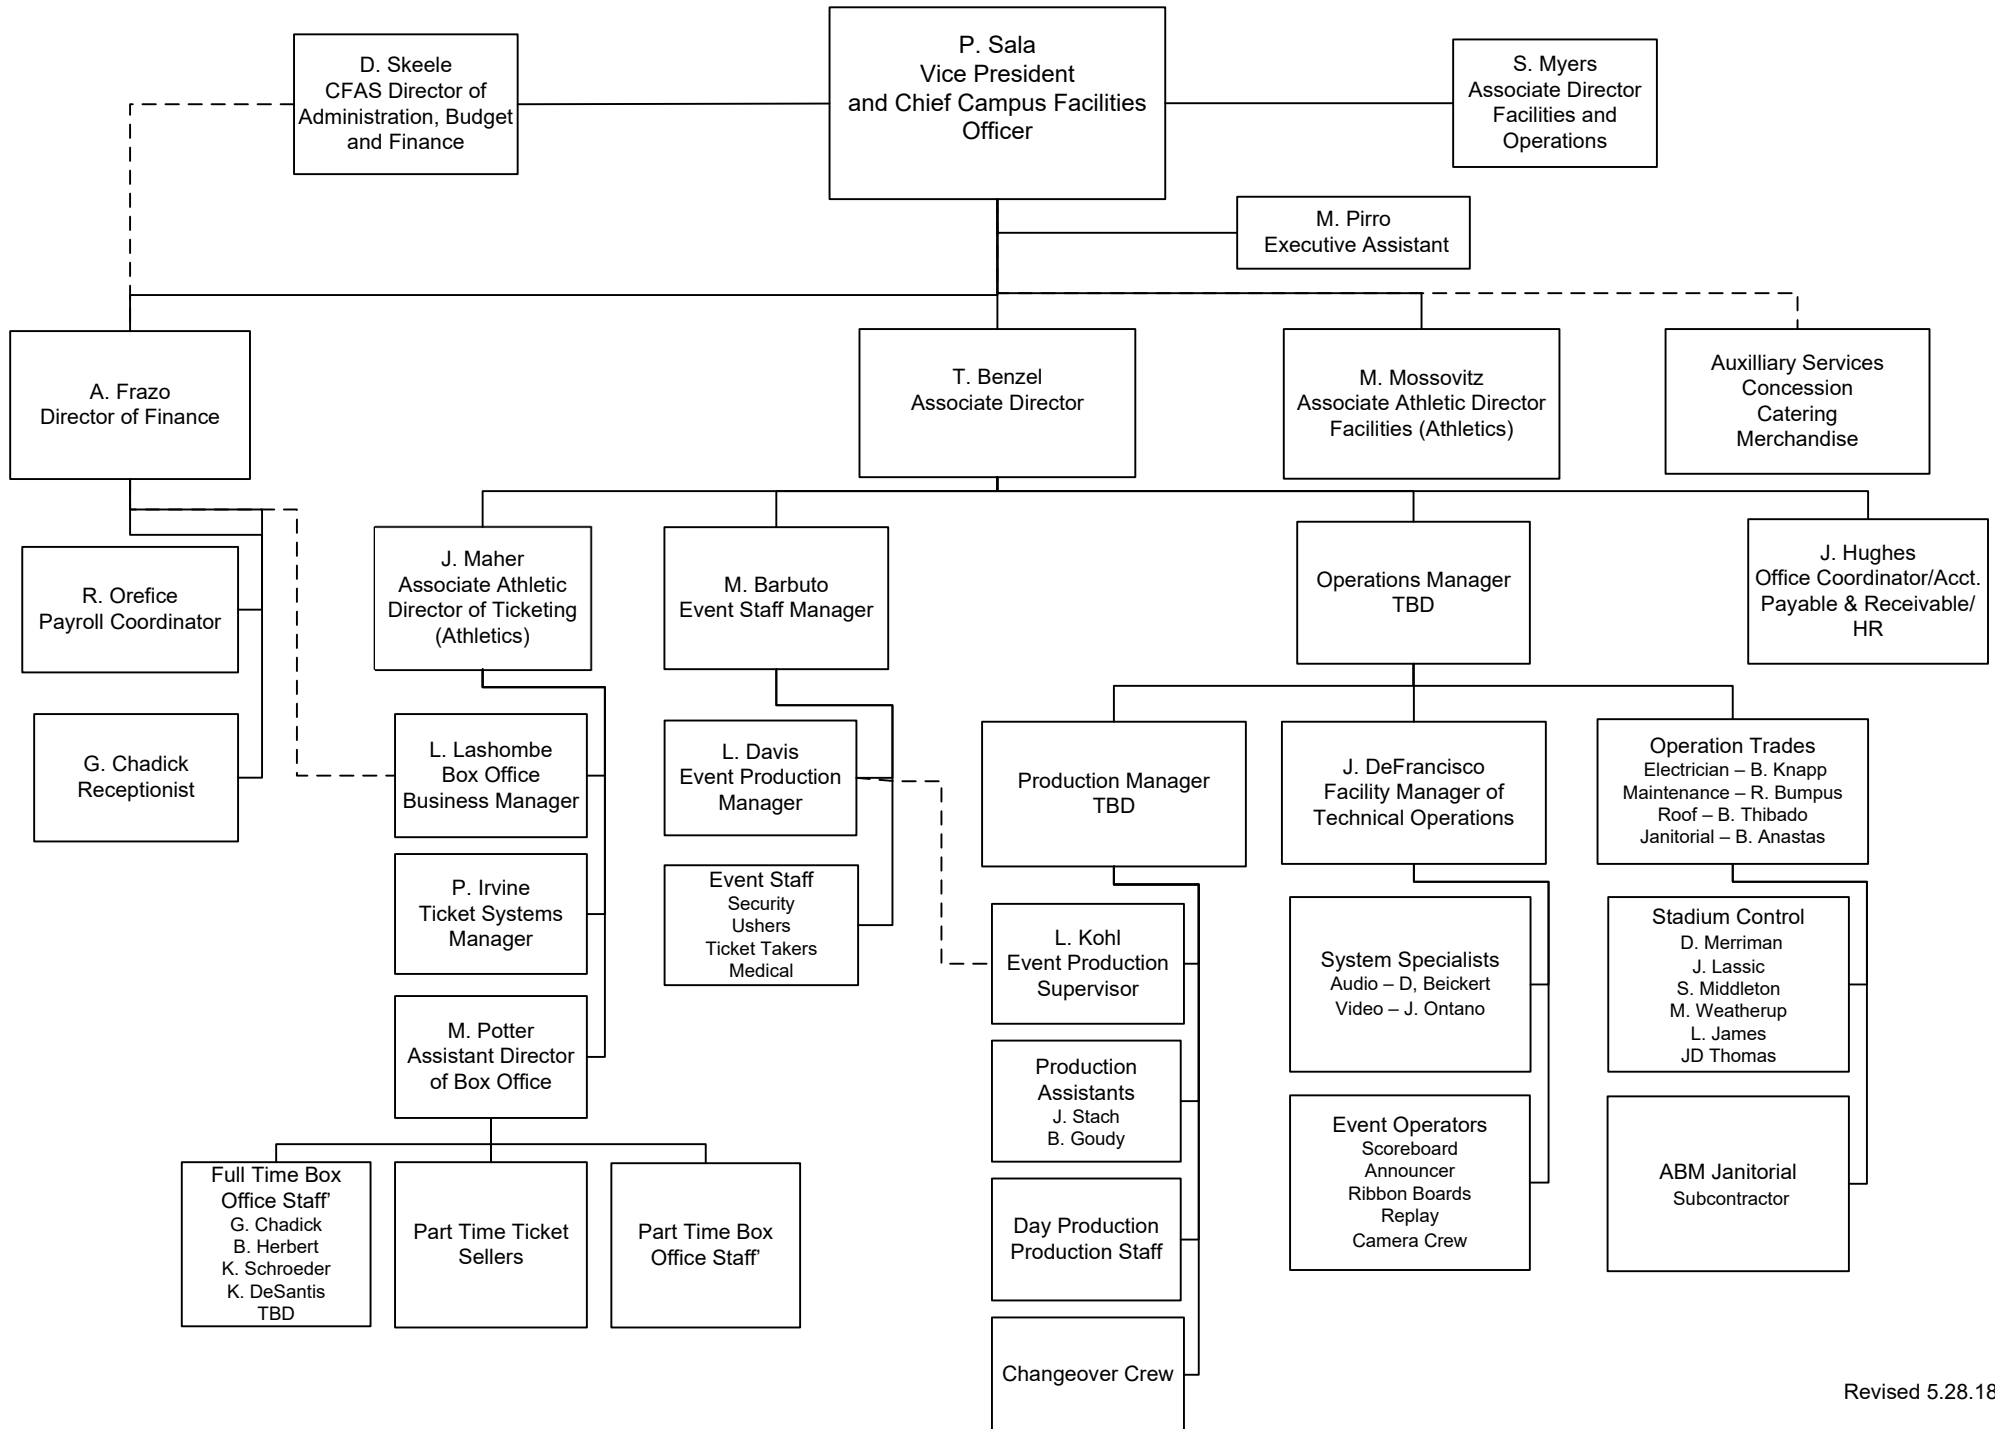 P. Sala
Vice President
and Chief Campus Facilities
Officer
D. Skeele
CFAS Director of
Administration, Budget
and Finance
S. Myers
Associate Director
Facilities and
Operations
M. Pirro
Executive Assistant
A. Frazo
Director of Finance
T. Benzel
Associate Director
M. Mossovitz
Associate Athletic Director
Facilities (Athletics)
Auxilliary Services
Concession
Catering
Merchandise
R. Orefice
Payroll Coordinator
G. Chadick
Receptionist
J. Maher
Associate Athletic
Director of Ticketing
(Athletics)
M. Barbuto
Event Staff Manager
Operations Manager
TBD
J. Hughes
Office Coordinator/Acct.
Payable & Receivable/
HR
L. Lashombe
Box Office
Business Manager
P. Irvine
Ticket Systems
Manager
M. Potter
Assistant Director
of Box Office
Full Time Box
Office Staff’
G. Chadick
B. Herbert
K. Schroeder
K. DeSantis
TBD
Part Time Ticket
Sellers
Part Time Box
Office Staff’
L. Davis
Event Production
Manager
Event Staff
Security
Ushers
Ticket Takers
Medical
Production Manager
TBD
L. Kohl
Event Production
Supervisor
Production
Assistants
J. Stach
B. Goudy
Day Production
Production Staff
Changeover Crew
J. DeFrancisco
Facility Manager of
Technical Operations
System Specialists
Audio – D, Beickert
Video – J. Ontano
Event Operators
Scoreboard
Announcer
Ribbon Boards
Replay
Camera Crew
Operation Trades
Electrician – B. Knapp
Maintenance – R. Bumpus
Roof – B. Thibado
Janitorial – B. Anastas
Stadium Control
D. Merriman
J. Lassic
S. Middleton
M. Weatherup
L. James
JD Thomas
ABM Janitorial
Subcontractor
Revised 5.28.18